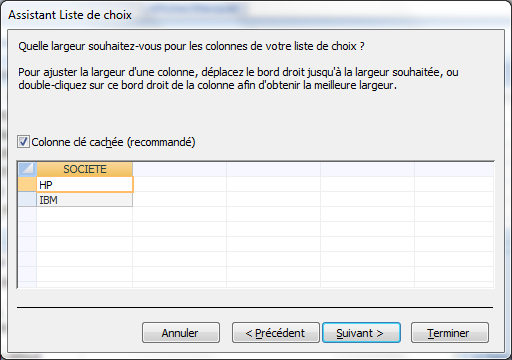 Assistant Liste de choix
Quelle largeur souhaitez-vous pour les colonnes de votre liste de choix ?
Pour ajuster la largeur d'une colonne, déplacez le bord droit jusqu'à la largeur souhaitée, ou
double-cliquez sur ce bord droit de la colonne afin d'obtenir la meilleure largeur.
Colonne clé cachée (recommandé)
SOCIETE
HP
IBM
Annuler
< Précédent
Suivant >
Terminer